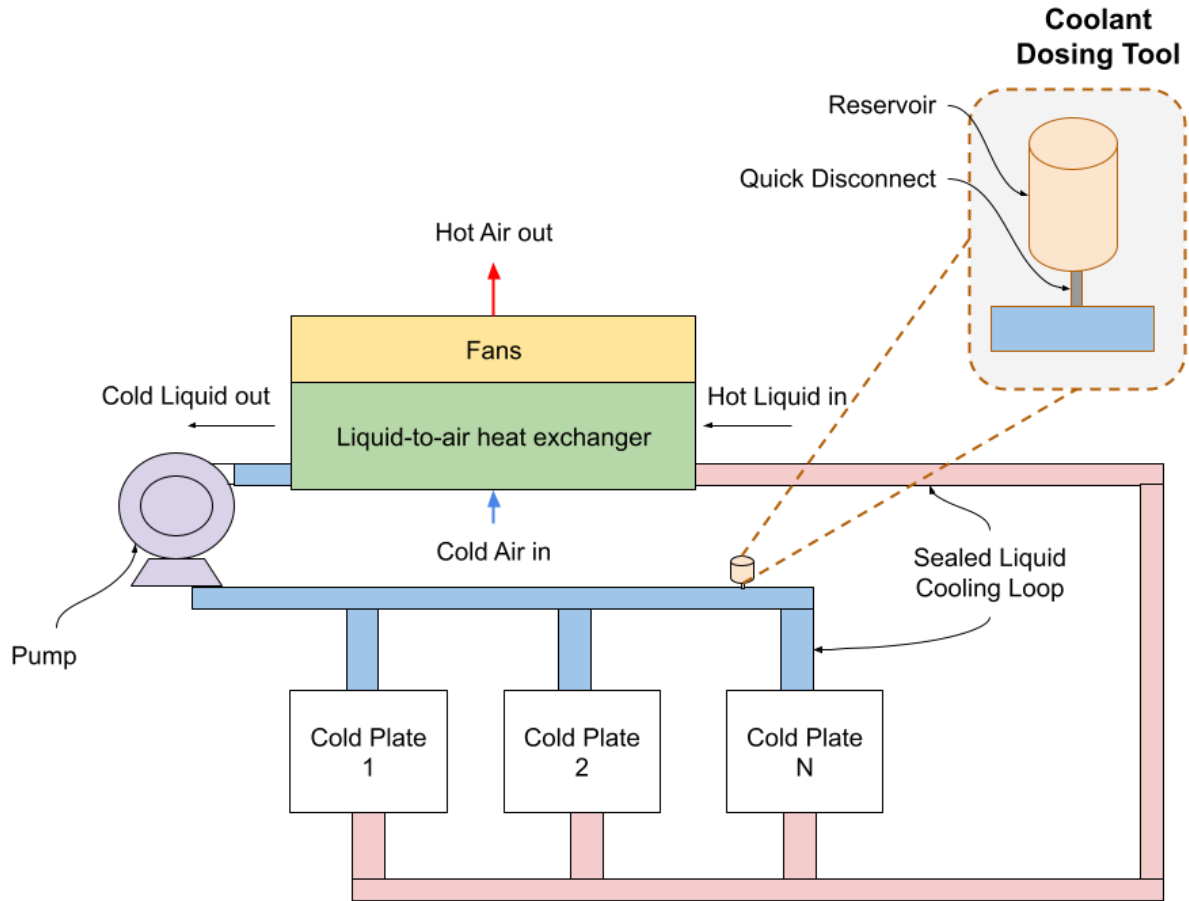 Coolant
Dosing Tool
Reservoir
Quick Disconnect
Hot Air out
Fans
Cold Liquid out
Hot Liquid in
Liquid-to-air heat exchanger
Cold Air in
Sealed Liquid
Cooling Loop
Pump
Cold Plate
1
Cold Plate
2
Cold Plate
N